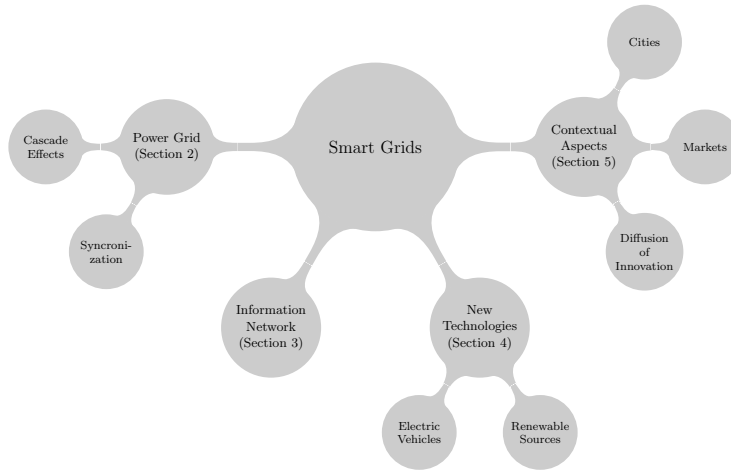 Cities
Smart Grids
Power Grid
(Section 2)
Cascade
Effects
Syncroni-
zation
Contextual
Aspects
(Section 5)
Markets
Diffusion
of
Innovation
Information
Network
(Section 3)
New
Technologies
(Section 4)
Electric
Vehicles
Renewable
Sources